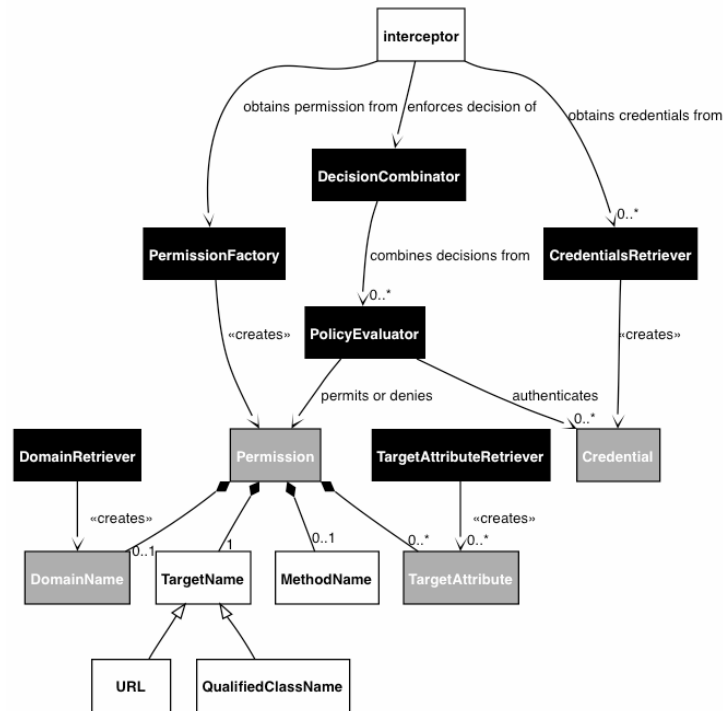 interceptor
obtains permission from
enforces decision of
obtains credentials from
DecisionCombinator
0..*
PermissionFactory
combines decisions from
CredentialsRetriever
0..*
«creates»
PolicyEvaluator
«creates»
permits or denies
authenticates
0..*
DomainRetriever
Permission
TargetAttributeRetriever
Credential
«creates»
«creates»
0..1
1
0..1
0..*
0..*
DomainName
TargetName
MethodName
TargetAttribute
URL
QualifiedClassName